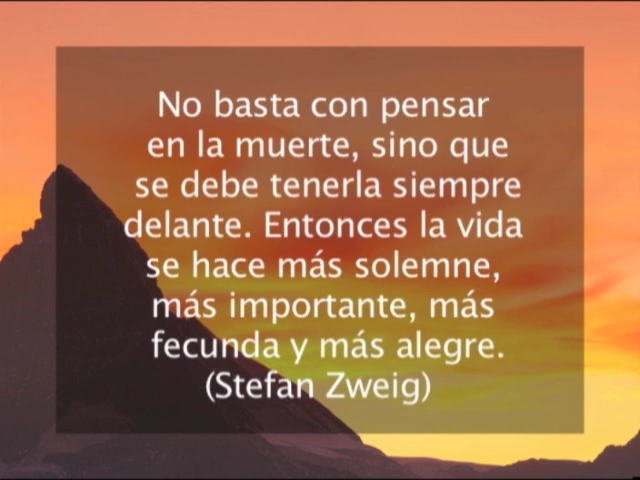 No basta con pensar
en la muerte, sino que
se debe tenerla siempre
delante. Entonces la vida
se hace más solemne,
más importante, más
fecunda y más alegre.
(Stefan Zweig)